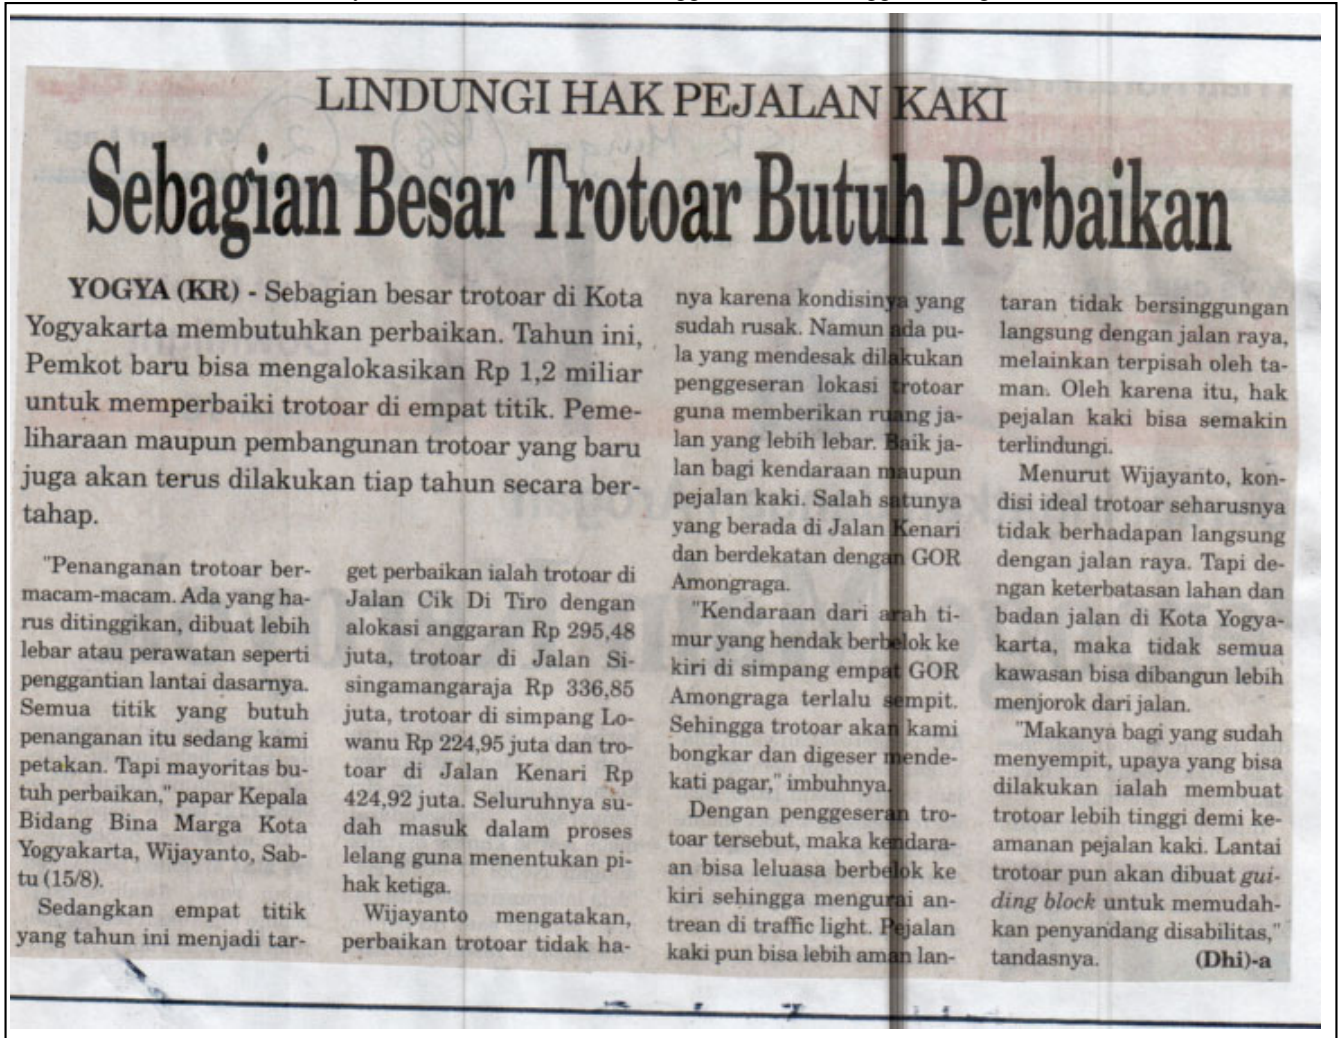 LINDUNGI HAK PEJALAN KAKI
Sebagian Besar Trotoar Butuh Perbaikan
YOGYA (KR) - Sebagian besar trotoar di Kota
Yogyakarta membutuhkan perbaikan. Tahun ini,
Pemkot baru bisa mengalokasikan Rp 1,2 miliar
untuk memperbaiki trotoar di empat titik. Peme-
liharaan maupun pembangunan trotoar yang baru
juga akan terus dilakukan tiap tahun secara ber-
tahap.
"Penanganan trotoar ber-
macam-macam. Ada yang ha-
rus ditinggikan, dibuat lebih
lebar atau perawatan seperti
penggantian lantai dasarnya.
Semua titik yang butuh
penanganan itu sedang kami
petakan. Tapi mayoritas bu-
tuh perbaikan," papar Kepala
Bidang Bina Marga Kota
Yogyakarta, Wijayanto, Sab-
tu (15/8).
Sedangkan empat titik
yang tahun ini menjadi tar-
get perbaikan ialah trotoar di
Jalan Cik Di Tiro dengan
alokasi anggaran Rp 295,48
juta, trotoar di Jalan Si-
singamangaraja Rp 336,85
juta, trotoar di simpang Lo-
wanu Rp 224,95 juta dan tro-
toar di Jalan Kenari Rp
424,92 juta. Seluruhnya su-
dah masuk dalam proses
lelang guna menentukan pi-
hak ketiga.
Wijayanto mengatakan,
perbaikan trotoar tidak ha-
nya karena kondisinya yang
sudah rusak. Namun ada pu-
la yang mendesak dilakukan
penggeseran lokasi trotoar
guna memberikan ruang ja-
lan yang lebih lebar. Baik ja-
lan bagi kendaraan maupun
pejalan kaki. Salah satunya
yang berada di Jalan Kenari
dan berdekatan dengan GOR
Amongraga.
"Kendaraan dari arah ti-
mur yang hendak berbelok ke
kiri di simpang empat GOR
Amongraga terlalu sempit.
Sehingga trotoar akan kami
bongkar dan digeser mende-
kati pagar," imbuhnya.
Dengan penggeseran tro-
toar tersebut, maka kendara-
an bisa leluasa berbelok ke
kiri sehingga mengurai an-
trean di traffic light. Pejalan
kaki pun bisa lebih aman lan-
taran tidak bersinggungan
langsung dengan jalan raya,
melainkan terpisah oleh ta-
man. Oleh karena itu, hak
pejalan kaki bisa semakin
terlindungi.
Menurut Wijayanto, kon-
disi ideal trotoar seharusnya
tidak berhadapan langsung
dengan jalan raya. Tapi de-
ngan keterbatasan lahan dan
badan jalan di Kota Yogya-
karta, maka tidak semua
kawasan bisa dibangun lebih
menjorok dari jalan.
"Makanya bagi yang sudah
menyempit, upaya yang bisa
dilakukan ialah membuat
trotoar lebih tinggi demi ke-
amanan pejalan kaki. Lantai
trotoar pun akan dibuat gui-
ding block untuk memudah-
kan penyandang disabilitas,"
tandasnya. (Dhi)-a